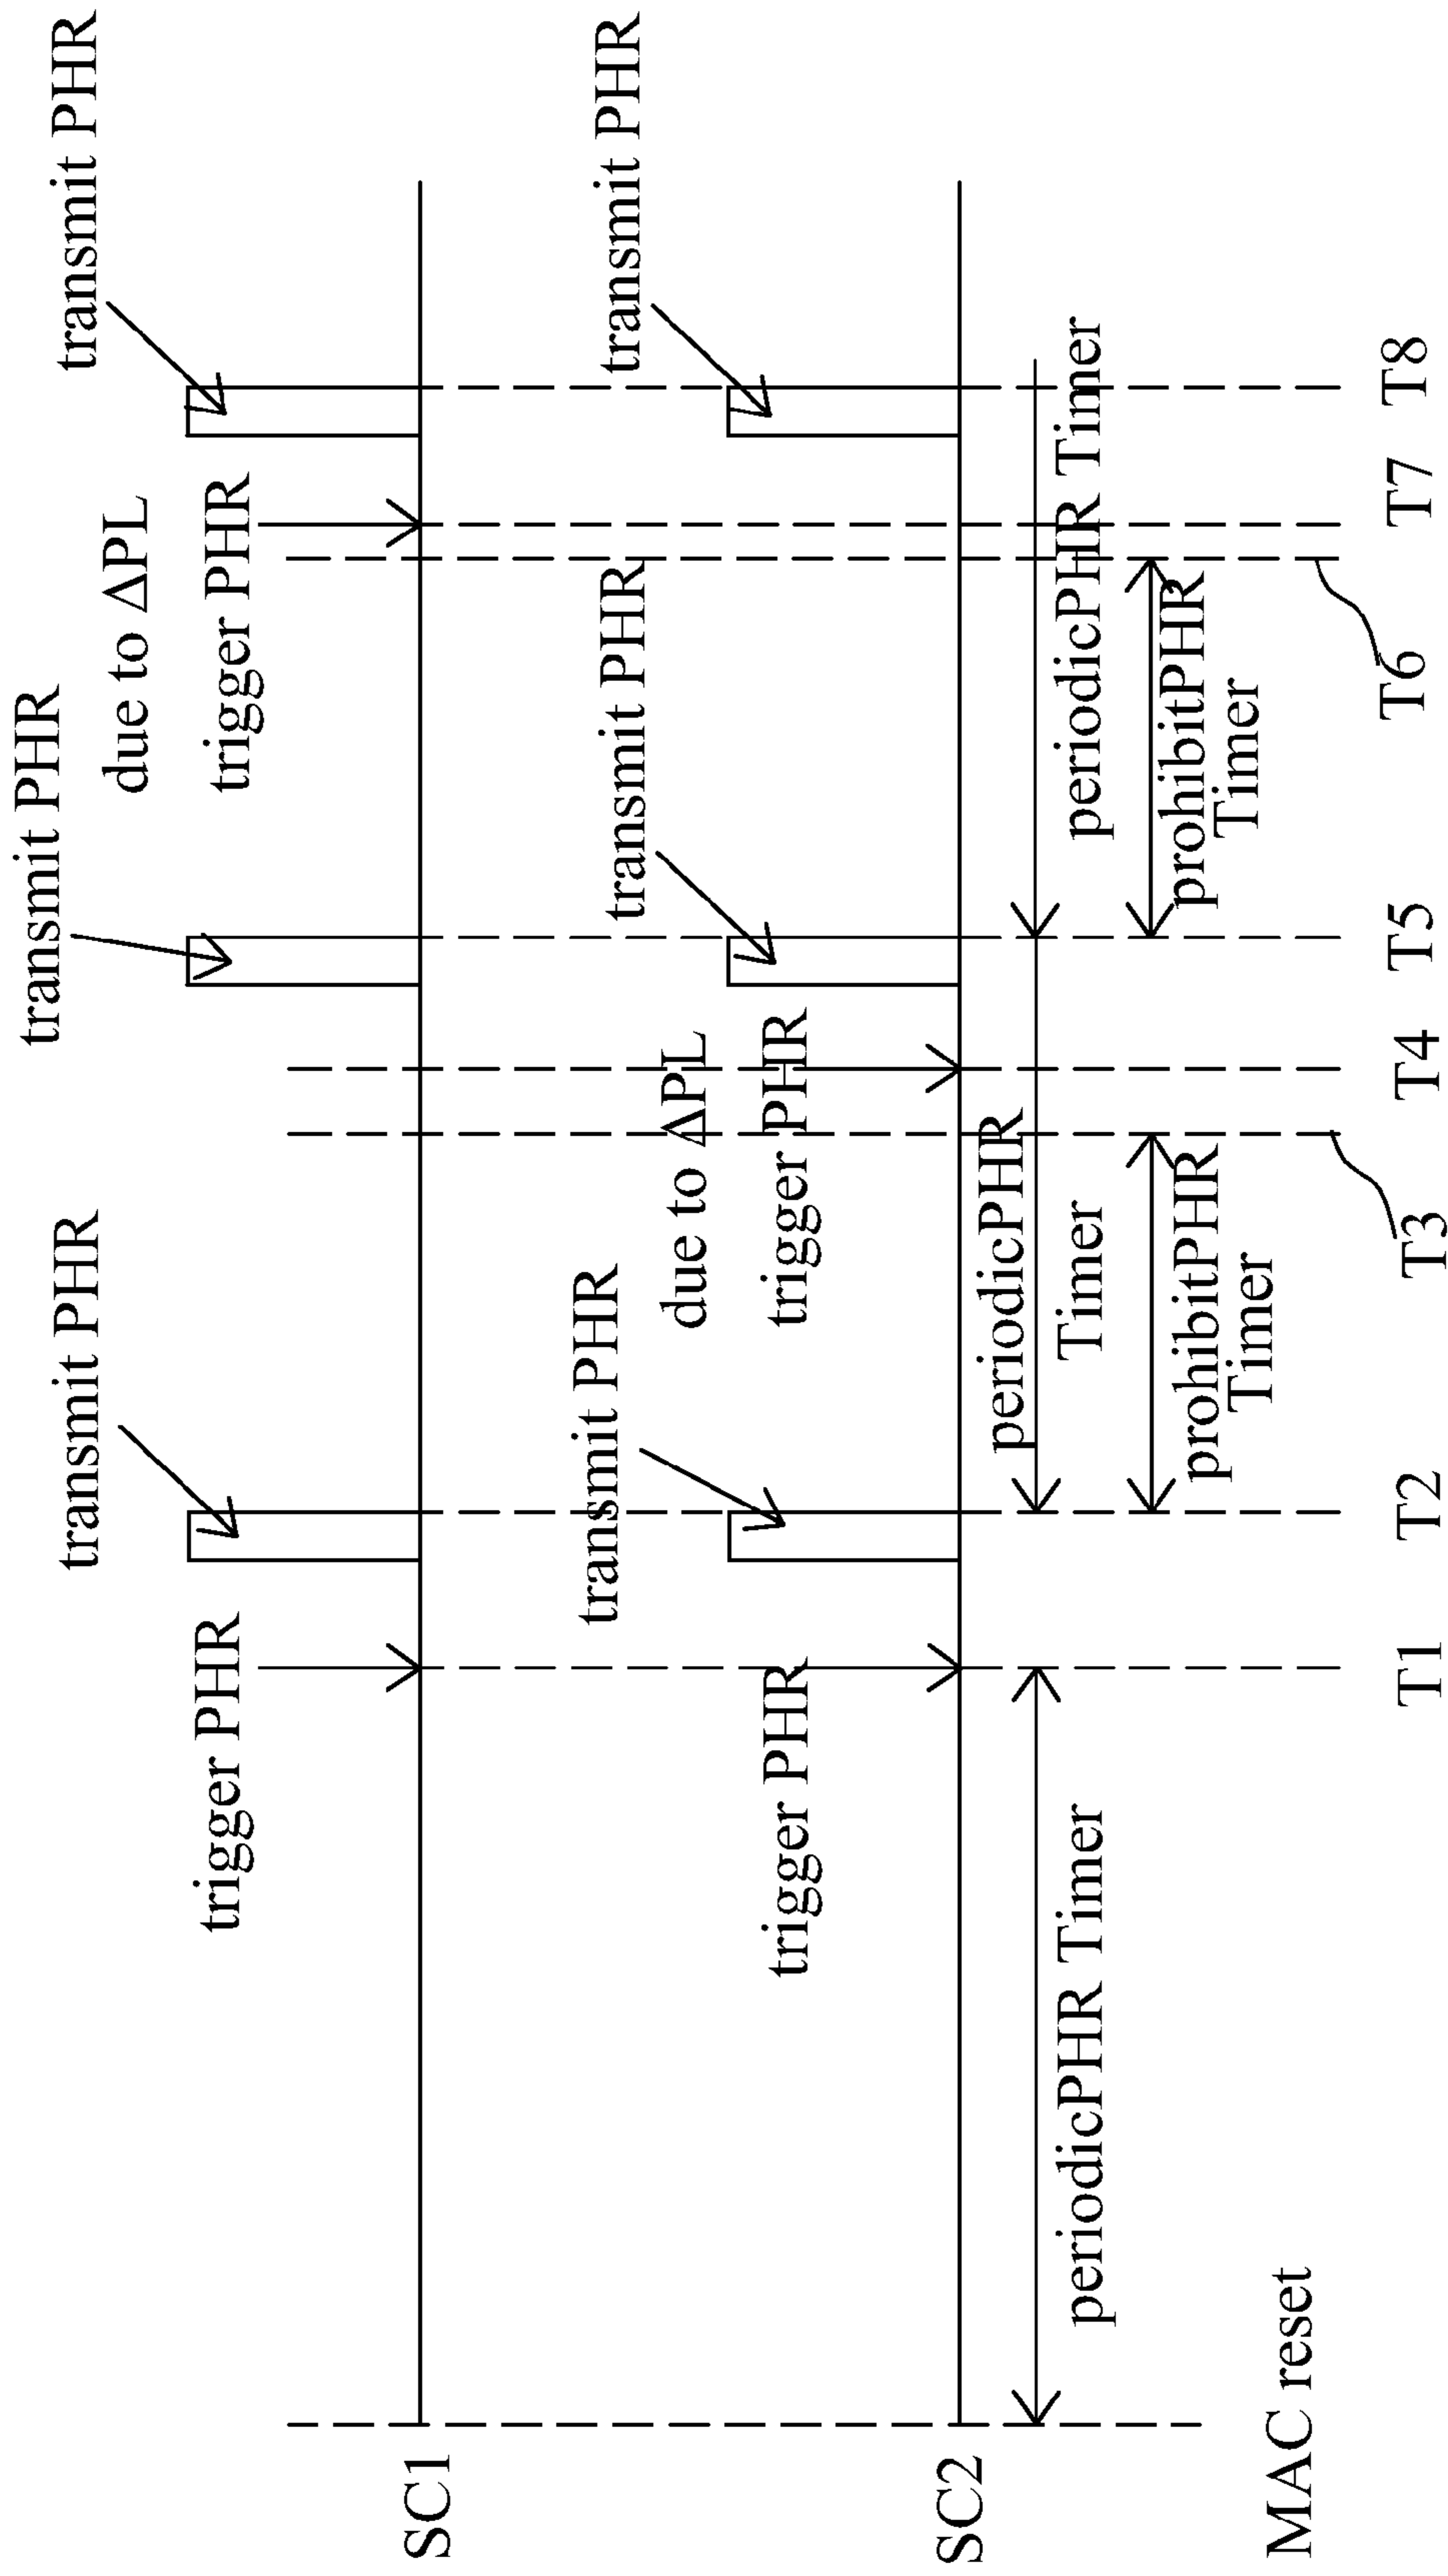 transmit PHR
transmit PHR
due to ΔPL
trigger PHR
transmit PHR
trigger PHR
SC1
transmit PHR
transmit PHR
due to ΔPL
trigger PHR
transmit PHR
trigger PHR
SC2
periodicPHR Timer
periodicPHR
Timer
periodicPHR Timer
prohibitPHR
Timer
prohibitPHR
Timer
MAC reset
T1
T2
T3
T4
T5
T6
T7
T8